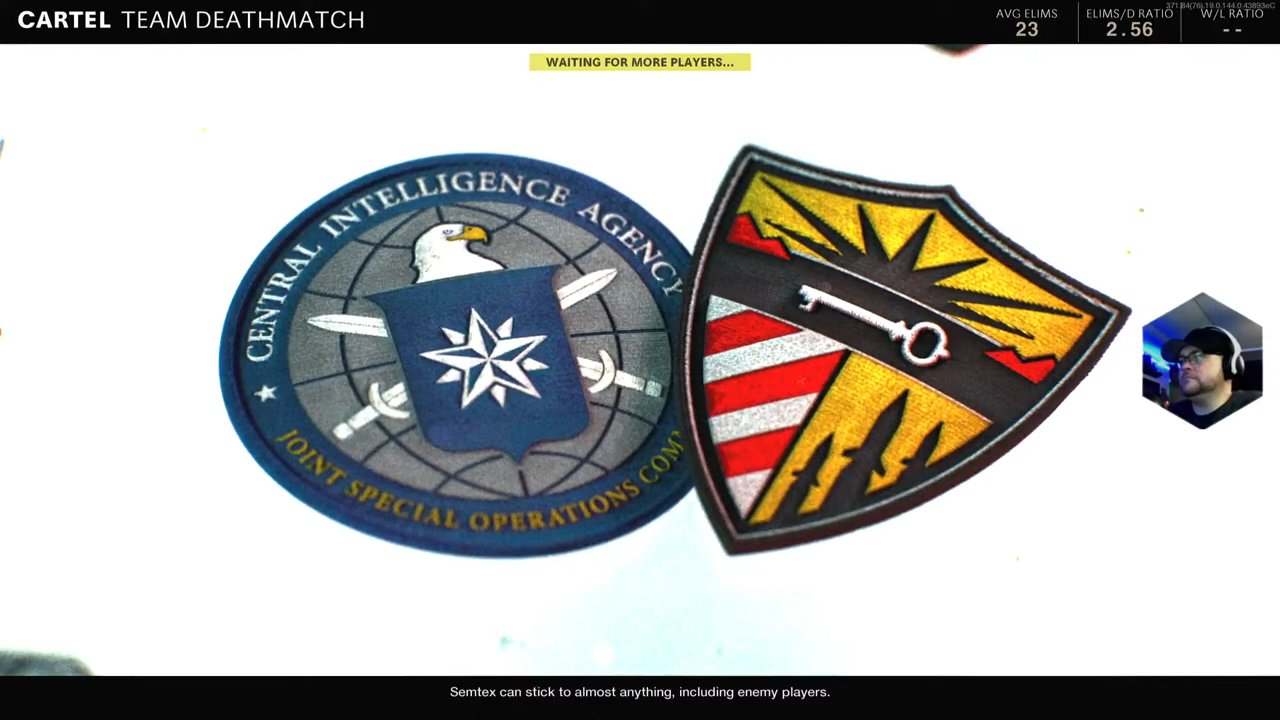 CARTEL TEAM DEATHMATCH
AVG ELIMS
23
ELIMS/D RATIO
2.56
W/L RATIO
--
WAITING FOR MORE PLAYERS...
CENTRAL INTELLIGENCE AGENCY
JOINT SPECIAL OPERATIONS COM
Semtex can stick to almost anything, including enemy players.